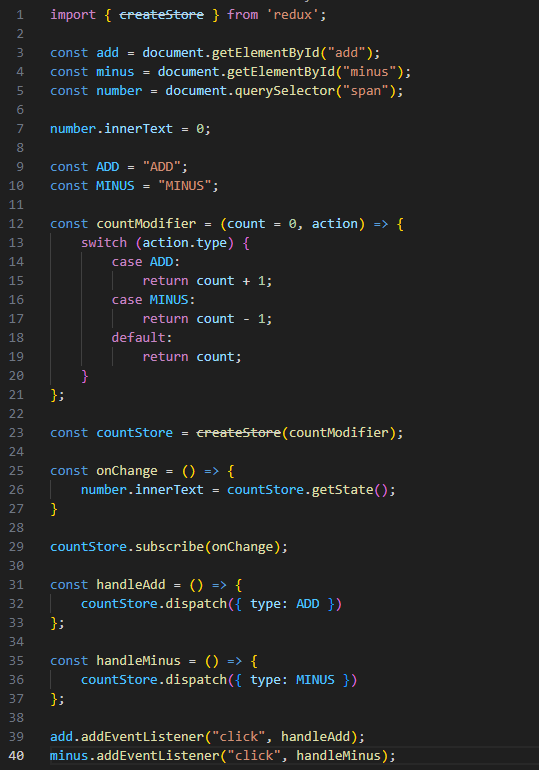 1 import { createStore } from 'redux';
2
3 const add = document.getElementById("add");
4 const minus = document.getElementById("minus");
5 const number = document.querySelector("span");
6
7 number.innerText = 0;
8
9 const ADD = "ADD";
10 const MINUS = "MINUS";
11
12 const countModifier = (count = 0, action) => {
13     switch (action.type) {
14         case ADD:
15             return count + 1;
16         case MINUS:
17             return count - 1;
18         default:
19             return count;
20     }
21 };
22
23 const countStore = createStore(countModifier);
24
25 const onChange = () => {
26     number.innerText = countStore.getState();
27 }
28
29 countStore.subscribe(onChange);
30
31 const handleAdd = () => {
32     countStore.dispatch({ type: ADD })
33 };
34
35 const handleMinus = () => {
36     countStore.dispatch({ type: MINUS })
37 };
38
39 add.addEventListener("click", handleAdd);
40 minus.addEventListener("click", handleMinus);